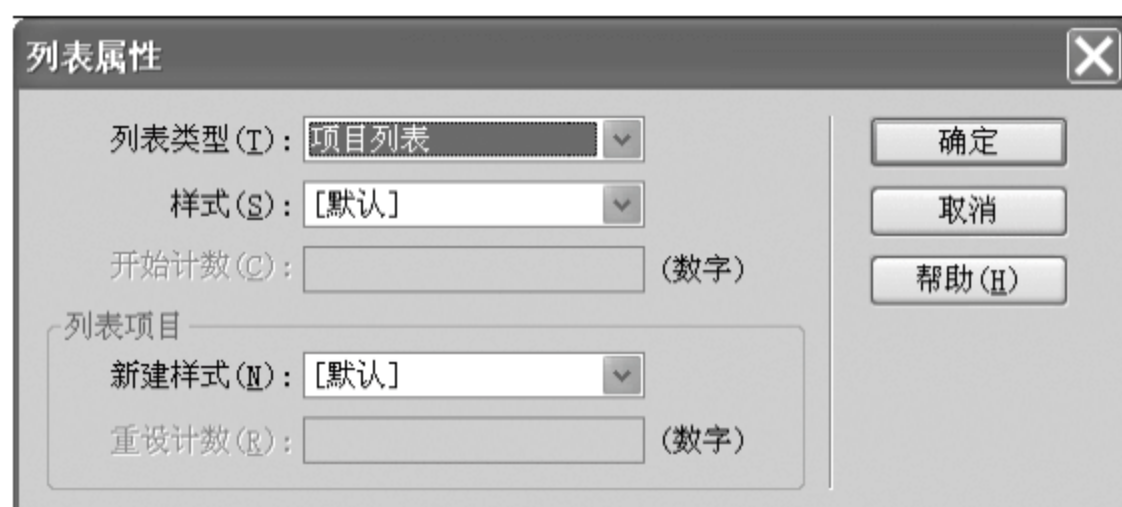 列表属性
列表类型(T): 项目列表 确定
样式(S): [默认] 取消
开始计数(C): (数字) 帮助(H)
列表项目
新建样式(N): [默认]
重设计数(R): (数字)